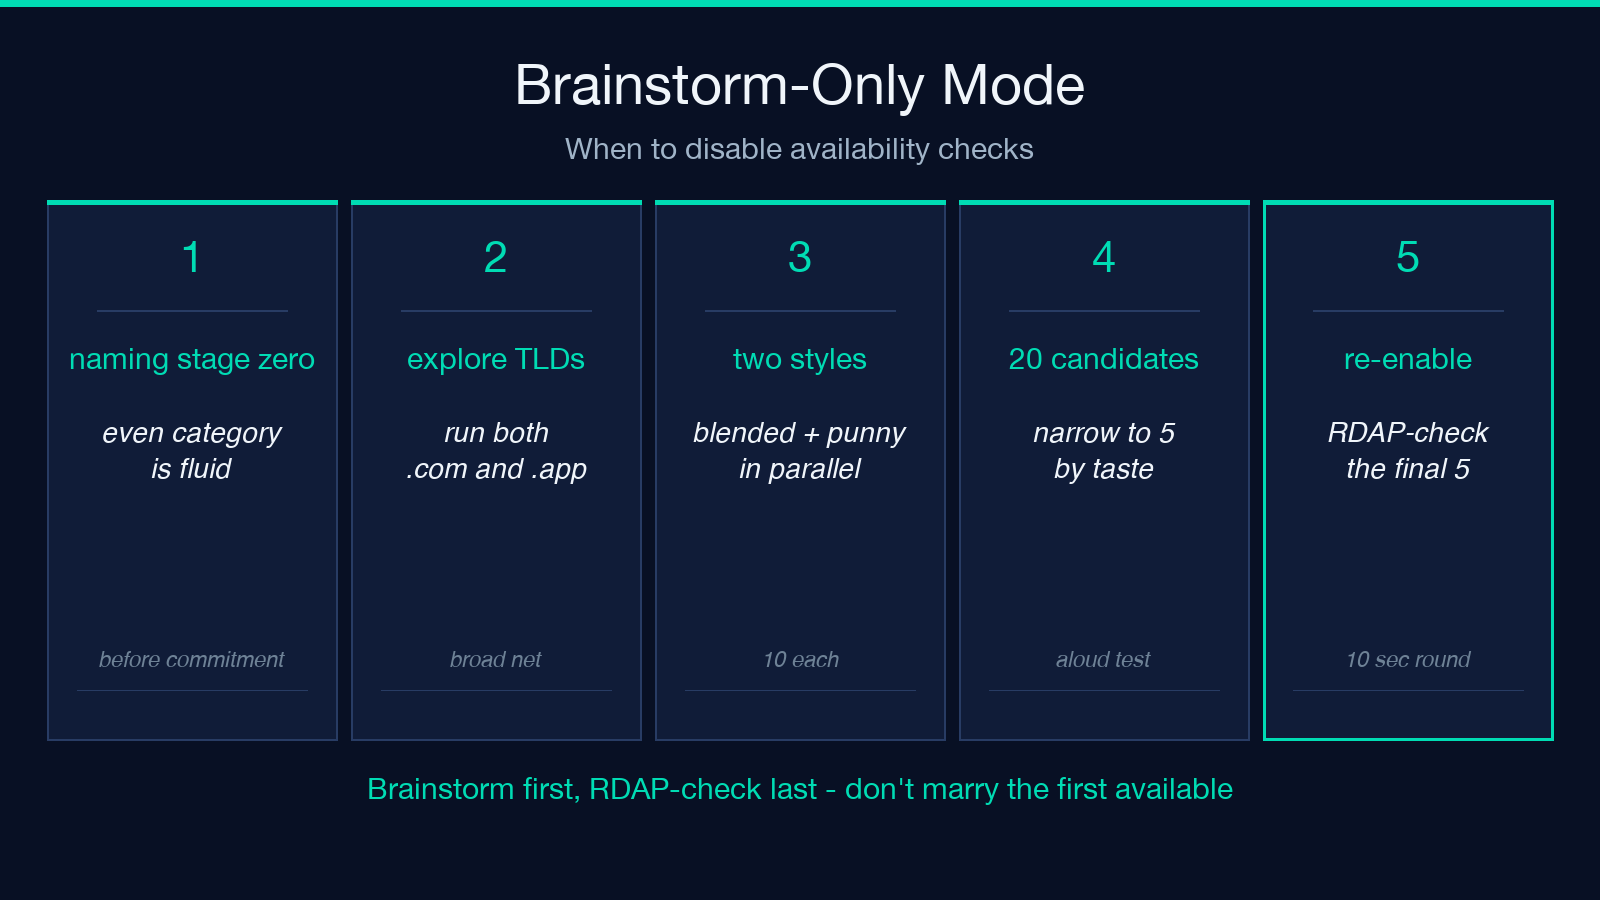 Brainstorm-Only Mode
When to disable availability checks
1
naming stage zero
even category
is fluid
before commitment
2
explore TLDs
run both
.com and .app
broad net
3
two styles
blended + punny
in parallel
10 each
4
20 candidates
narrow to 5
by taste
aloud test
5
re-enable
RDAP-check
the final 5
10 sec round
Brainstorm first, RDAP-check last - don't marry the first available